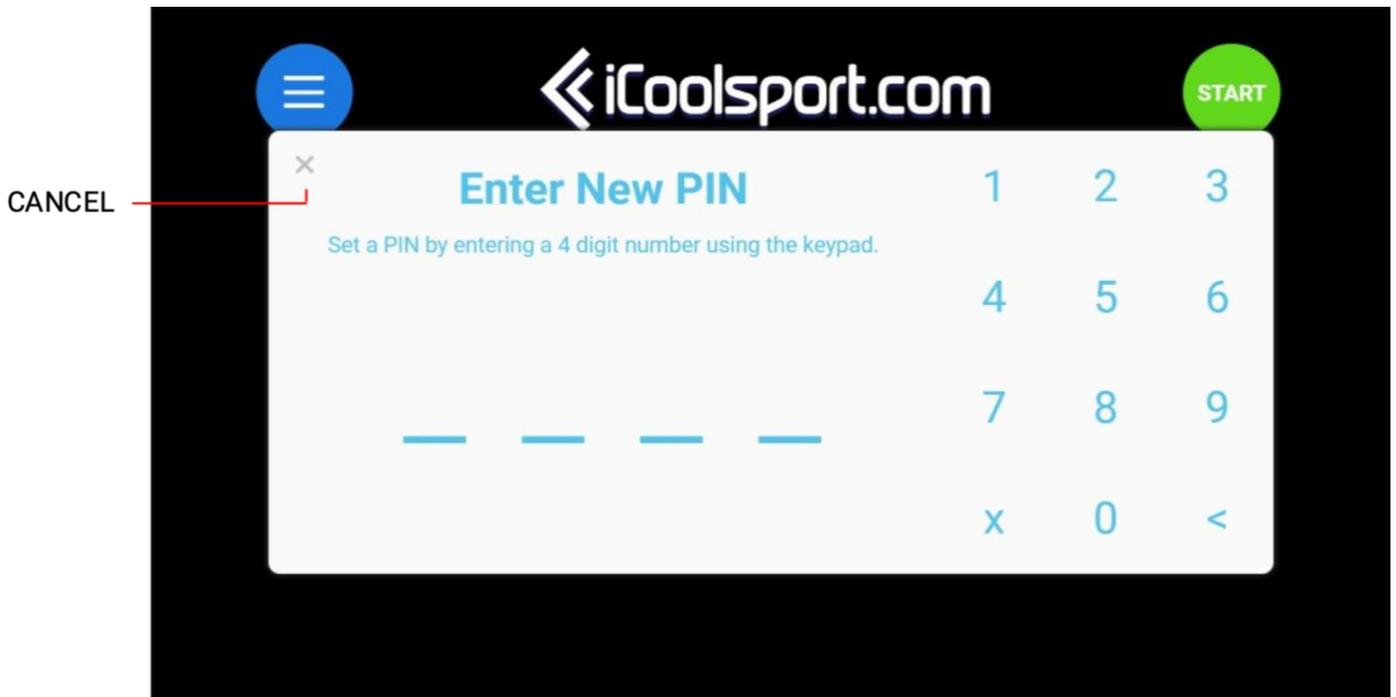 iCoolsport.com
START
×
CANCEL
Enter New PIN
Set a PIN by entering a 4 digit number using the keypad.
1 2 3
4 5 6
7 8 9
x 0 <